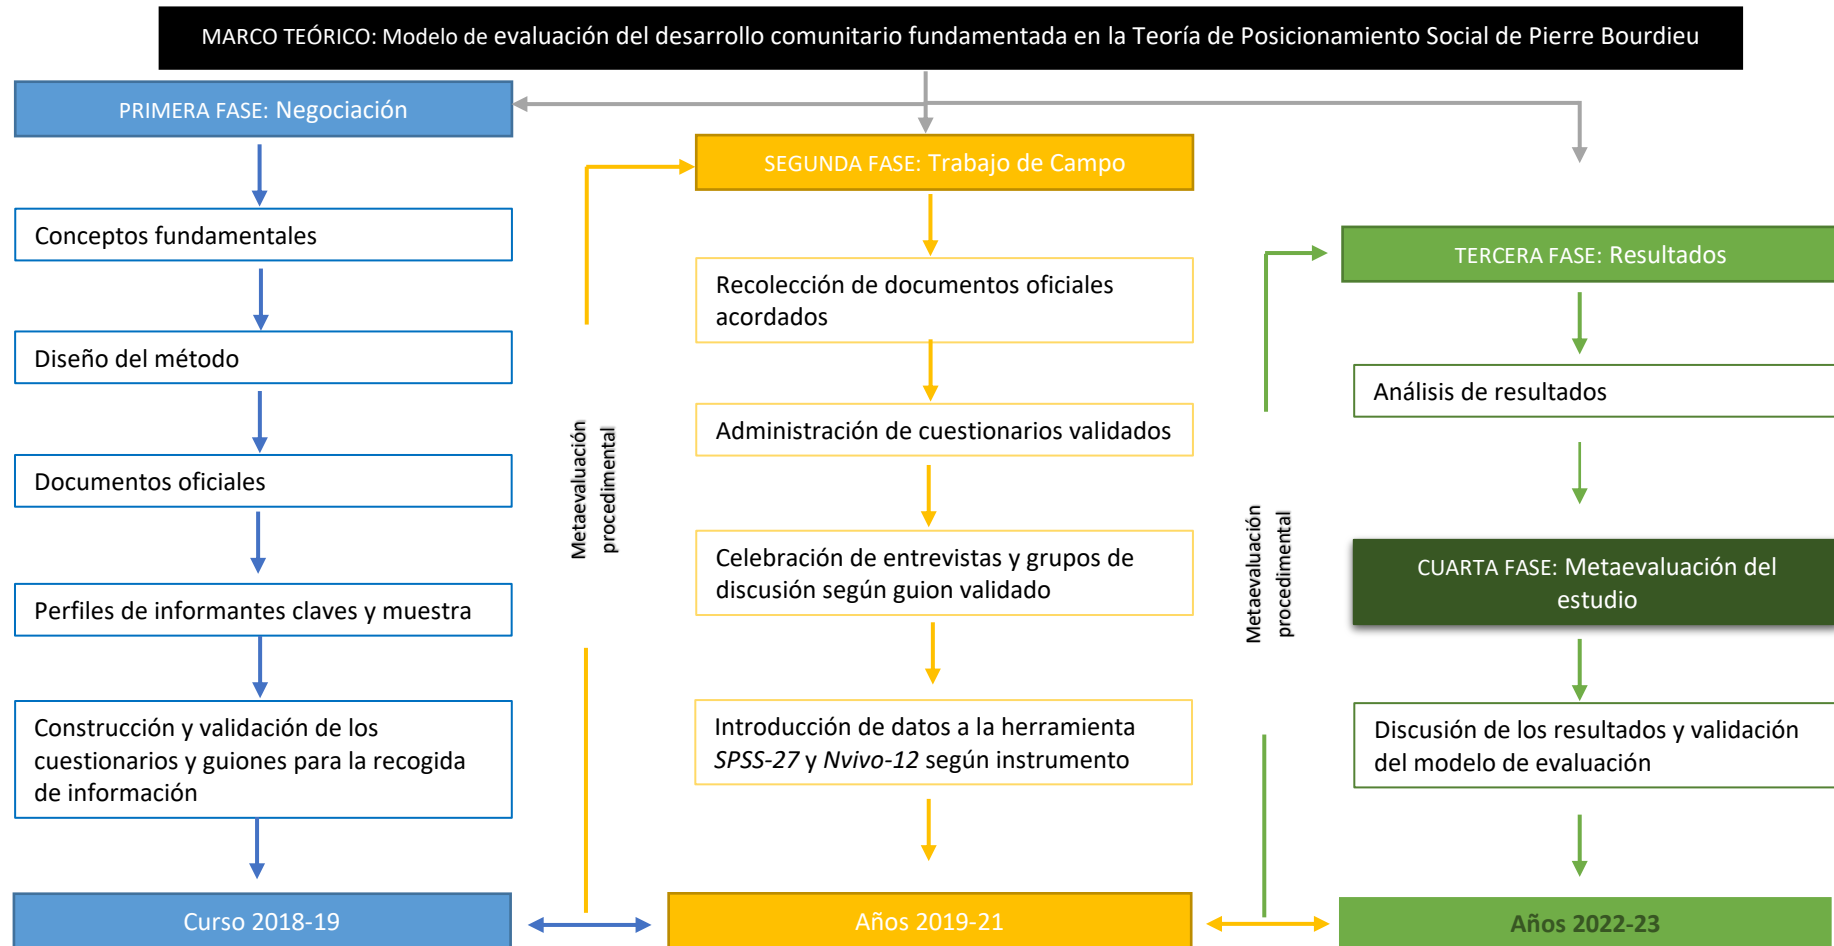 MARCO TEÓRICO: Modelo de evaluación del desarrollo comunitario fundamentada en la Teoría de Posicionamiento Social de Pierre Bourdieu
PRIMERA FASE: Negociación
Conceptos fundamentales
Diseño del método
Documentos oficiales
Perfiles de informantes claves y muestra
Construcción y validación de los
cuestionarios y guiones para la recogida
de información
Curso 2018-19
Metaevaluación
procedimental
SEGUNDA FASE: Trabajo de Campo
Recolección de documentos oficiales
acordados
Administración de cuestionarios validados
Celebración de entrevistas y grupos de
discusión según guion validado
Introducción de datos a la herramienta
SPSS-27 y Nvivo-12 según instrumento
Años 2019-21
Metaevaluación
procedimental
TERCERA FASE: Resultados
Análisis de resultados
CUARTA FASE: Metaevaluación del
estudio
Discusión de los resultados y validación
del modelo de evaluación
Años 2022-23